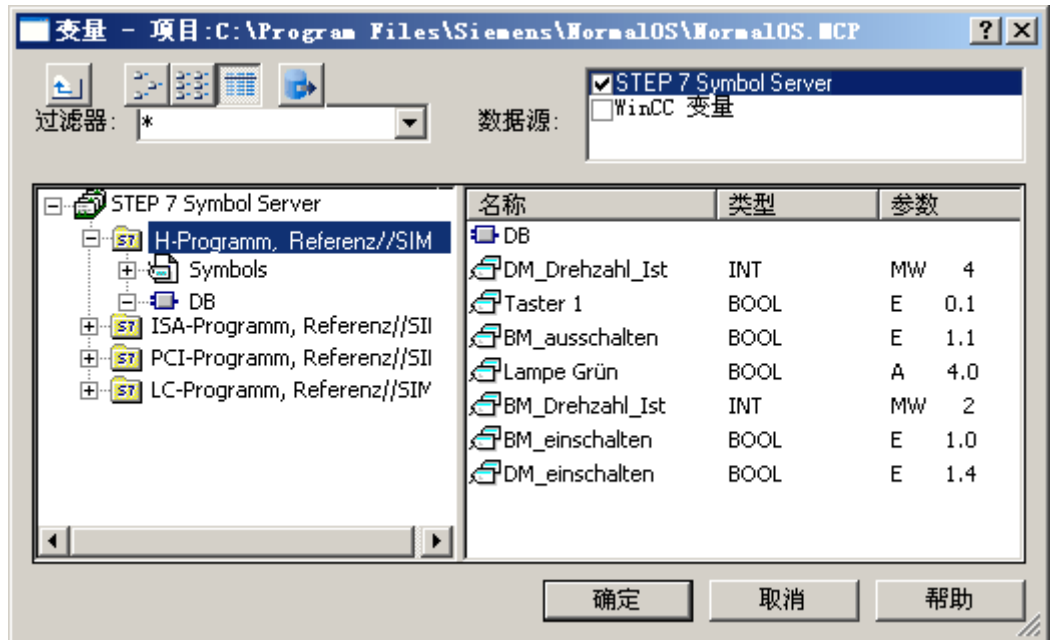 变量 - 项目:C:\Program Files\Siemens\NormalOS\NormalOS.MCP
过滤器: *
数据源:
STEP 7 Symbol Server
WinCC 变量
STEP 7 Symbol Server
S7 H-Programm, Referenz//SIM
Symbols
DB
S7 ISA-Programm, Referenz//SII
S7 PCI-Programm, Referenz//SII
S7 LC-Programm, Referenz//SIM
名称 类型 参数
DB
DM_Drehzahl_Ist INT MW 4
Taster 1 BOOL E 0.1
BM_ausschalten BOOL E 1.1
Lampe Grün BOOL A 4.0
BM_Drehzahl_Ist INT MW 2
BM_einschalten BOOL E 1.0
DM_einschalten BOOL E 1.4
确定 取消 帮助